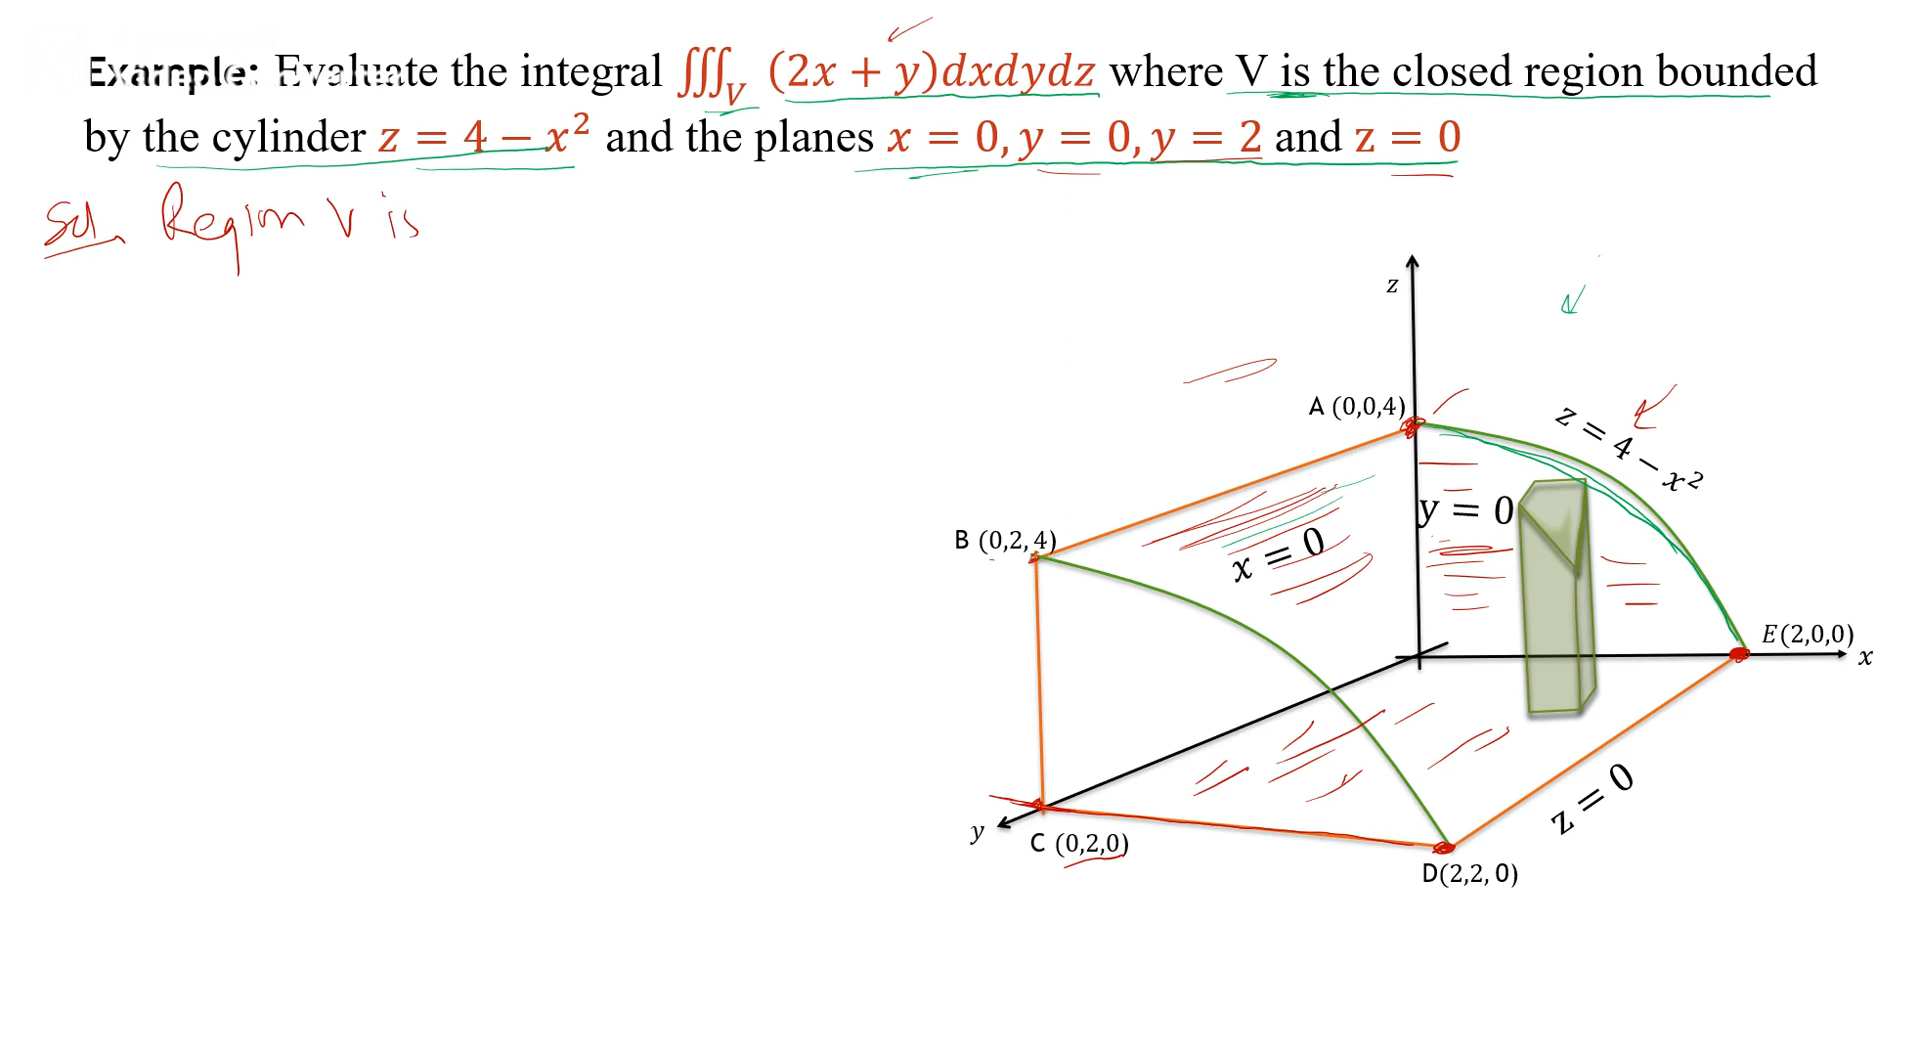 Example: Evaluate the integral ∭_V (2x + y)dxdydz where V is the closed region bounded
by the cylinder z = 4 − x² and the planes x = 0, y = 0, y = 2 and z = 0
Sol. Region V is
z
A (0,0,4)
z = 4 − x²
y = 0
B (0,2,4)
x = 0
E(2,0,0)
x
z = 0
y
C (0,2,0)
D(2,2,0)